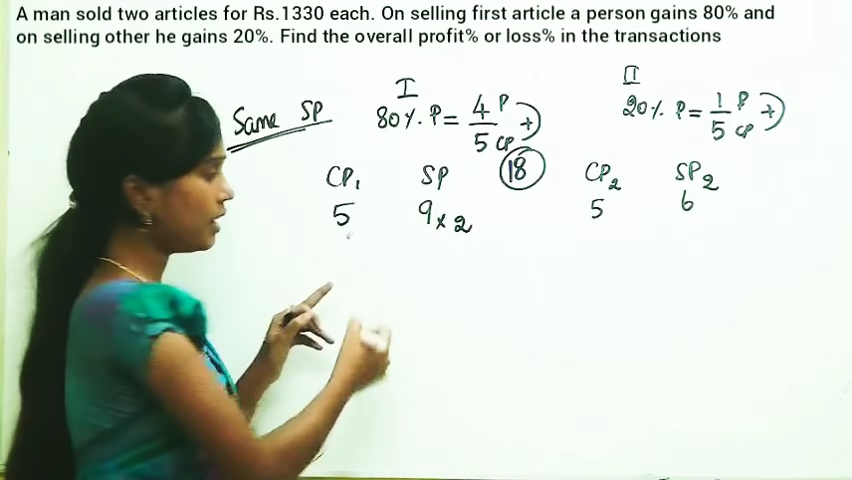 A man sold two articles for Rs.1330 each. On selling first article a person gains 80% and
on selling other he gains 20%. Find the overall profit% or loss% in the transactions
Same SP
I
80%. P = 4 P / 5 CP +
18
CP1 SP
5 9 x 2
II
20% P = 1 P / 5 CP +
CP2 SP2
5 6